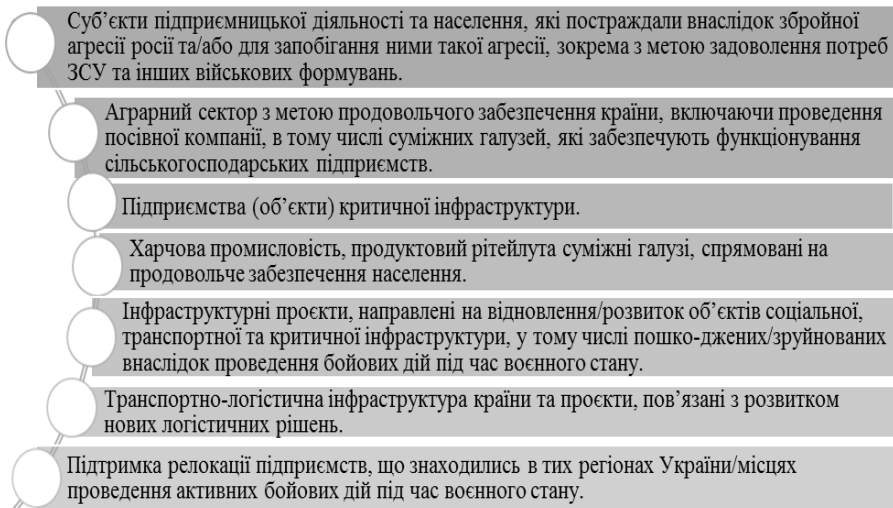 Суб’єкти підприємницької діяльності та населення, які постраждали внаслідок збройної
агресії росії та/або для запобігання ними такої агресії, зокрема з метою задоволення потреб
ЗСУ та інших військових формувань.
Аграрний сектор з метою продовольчого забезпечення країни, включаючи проведення
посівної компанії, в тому числі суміжних галузей, які забезпечують функціонування
сільськогосподарських підприємств.
Підприємства (об’єкти) критичної інфраструктури.
Харчова промисловість, продуктовий рітейлута суміжні галузі, спрямовані на
продовольче забезпечення населення.
Інфраструктурні проєкти, направлені на відновлення/розвиток об’єктів соціальної,
транспортної та критичної інфраструктури, у тому числі пошко-джених/зруйнованих
внаслідок проведення бойових дій під час воєнного стану.
Транспортно-логістична інфраструктура країни та проєкти, пов’язані з розвитком
нових логістичних рішень.
Підтримка релокації підприємств, що знаходились в тих регіонах України/місцях
проведення активних бойових дій під час воєнного стану.